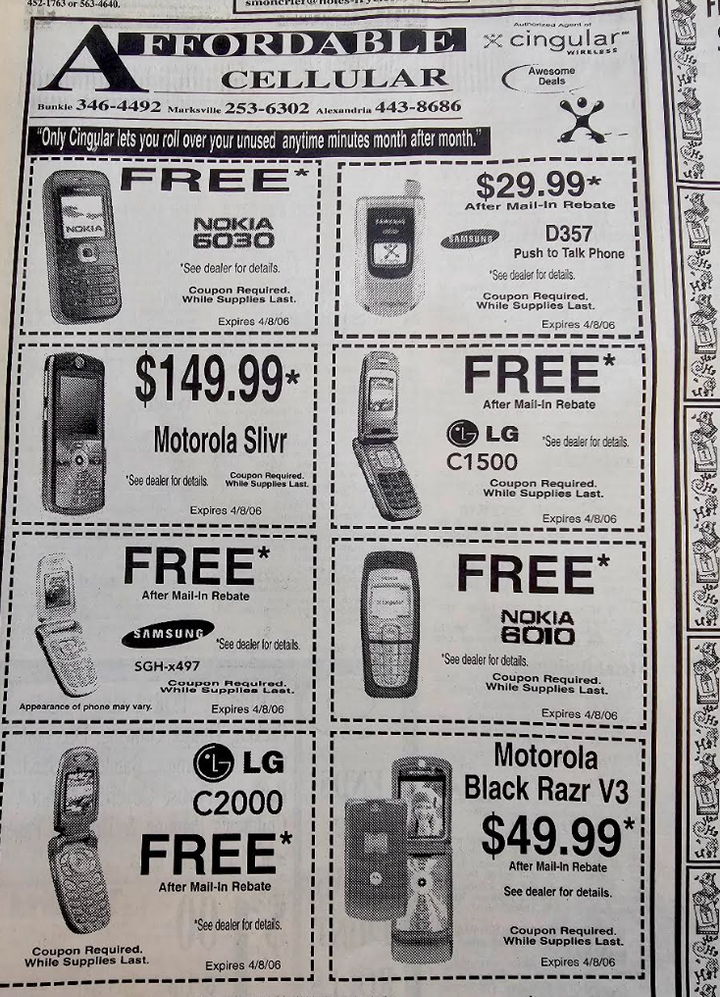 452-1763 or 563-4640.
AFFORDABLE
CELLULAR
Authorized Agent of
cingular℠
WIRELESS
Awesome
Deals
Bunkie 346-4492 Marksville 253-6302 Alexandria 443-8686
"Only Cingular lets you roll over your unused anytime minutes month after month."
FREE*
NOKIA
NOKIA
6030
*See dealer for details.
Coupon Required.
While Supplies Last.
Expires 4/8/06
$29.99*
After Mail-In Rebate
SAMSUNG
D357
Push to Talk Phone
*See dealer for details.
Coupon Required.
While Supplies Last.
Expires 4/8/06
$149.99*
Motorola Slivr
*See dealer for details.
Coupon Required.
While Supplies Last.
Expires 4/8/06
FREE*
After Mail-In Rebate
LG
C1500
*See dealer for details.
Coupon Required.
While Supplies Last.
Expires 4/8/06
FREE*
After Mail-In Rebate
SAMSUNG
SGH-x497
*See dealer for details.
Coupon Required.
While Supplies Last.
Appearance of phone may vary.
Expires 4/8/06
FREE*
NOKIA
6010
*See dealer for details.
Coupon Required.
While Supplies Last.
Expires 4/8/06
LG
C2000
FREE*
After Mail-In Rebate
*See dealer for details.
Coupon Required.
While Supplies Last.
Expires 4/8/06
Motorola
Black Razr V3
$49.99*
After Mail-In Rebate
See dealer for details.
Coupon Required.
While Supplies Last.
Expires 4/8/06